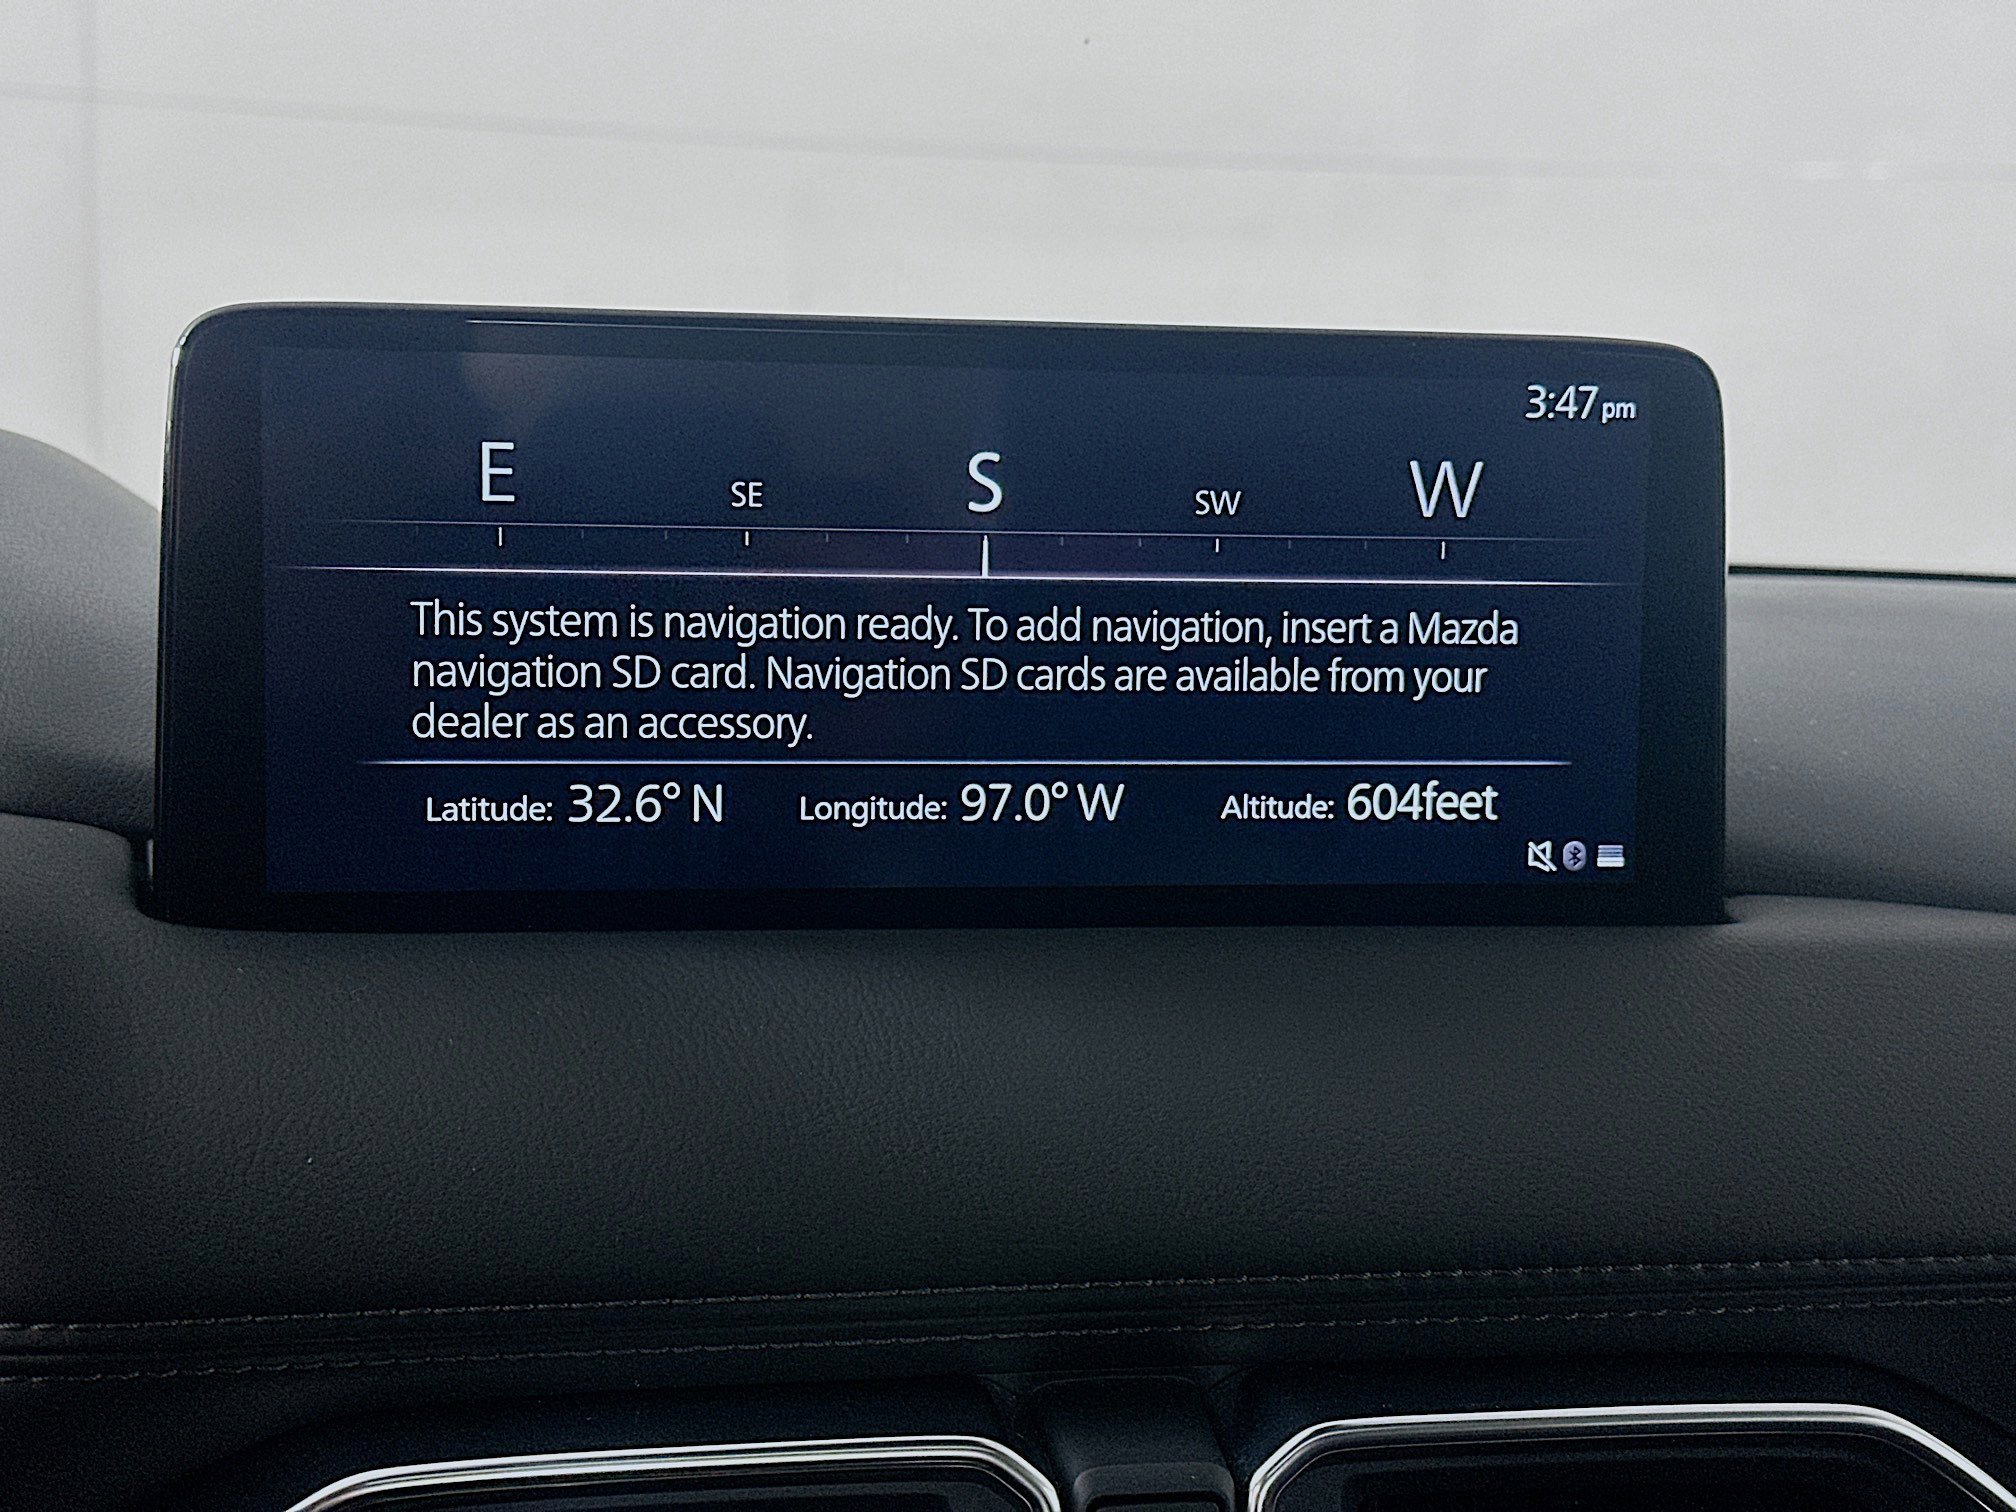 3:47 pm
E SE S SW W
This system is navigation ready. To add navigation, insert a Mazda
navigation SD card. Navigation SD cards are available from your
dealer as an accessory.
Latitude: 32.6° N Longitude: 97.0° W Altitude: 604feet